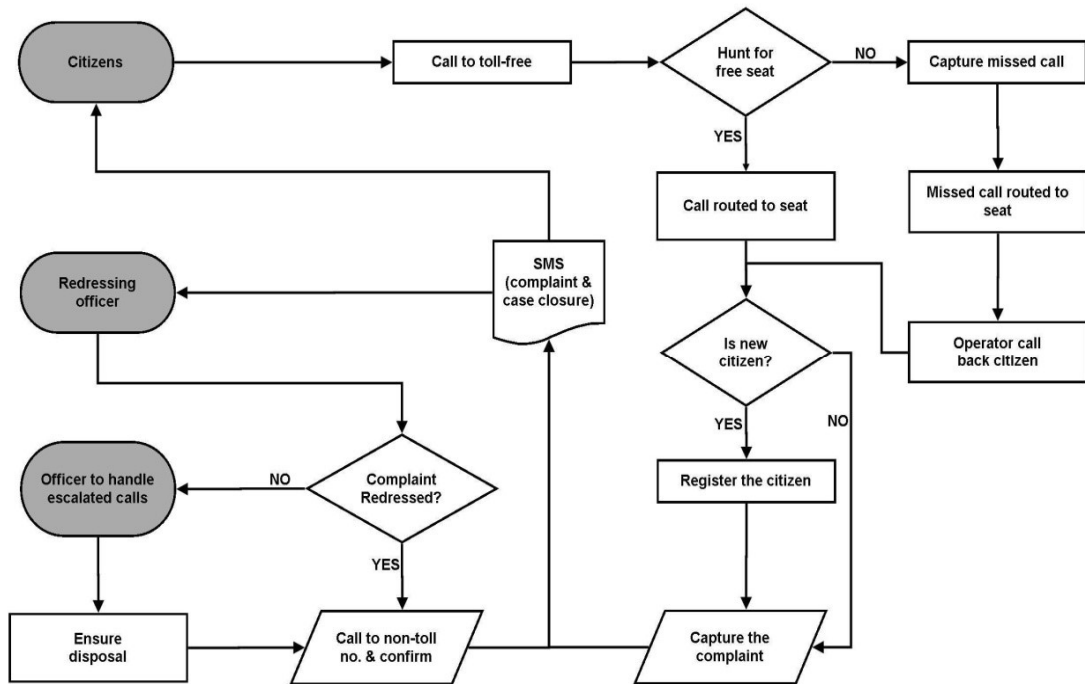 Citizens
Call to toll-free
Hunt for
free seat
NO
Capture missed call
YES
Call routed to seat
Missed call routed to
seat
SMS
(complaint &
case closure)
Redressing
officer
Is new
citizen?
Operator call
back citizen
YES
NO
Officer to handle
escalated calls
NO
Complaint
Redressed?
Register the citizen
YES
Ensure
disposal
Call to non-toll
no. & confirm
Capture the
complaint